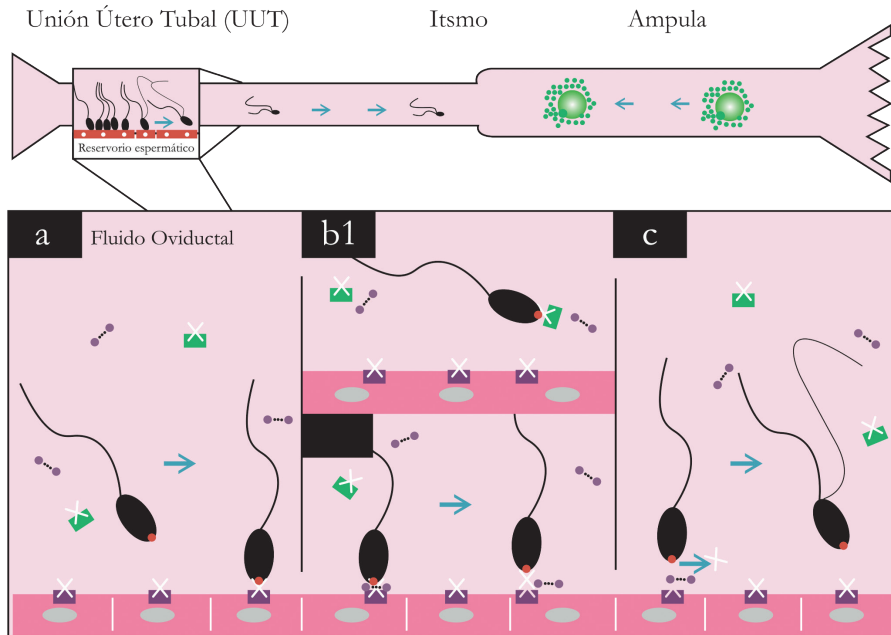 Unión Útero Tubal (UUT)
Itsmo
Ampula
Reservorio espermático
a
Fluido Oviductal
b1
c